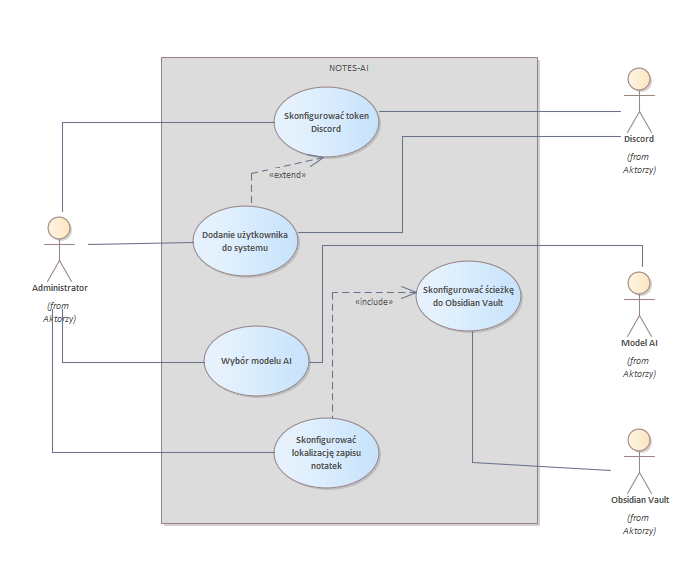 NOTES-AI
Skonfigurować token
Discord
Discord
(from
Aktorzy)
«extend»
Dodanie użytkownika
do systemu
Administrator
(from
Aktorzy)
Skonfigurować ścieżkę
do Obsidian Vault
«include»
Model AI
(from
Aktorzy)
Wybór modelu AI
Skonfigurować
lokalizację zapisu
notatek
Obsidian Vault
(from
Aktorzy)